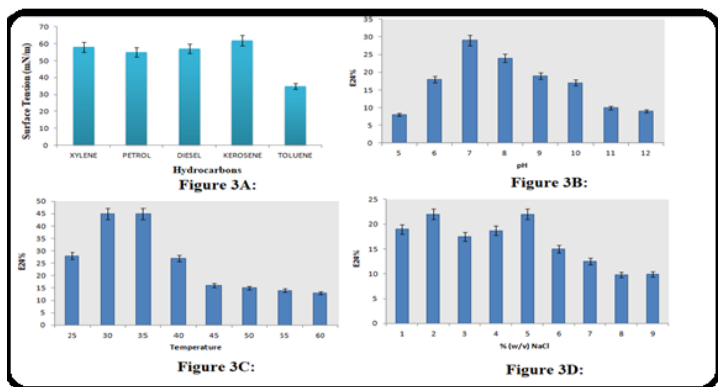 70
60
50
40
30
20
10
0
Surface Tension (mN/m)
XYLENE PETROL DIESEL KEROSENE TOLUENE
Hydrocarbons
Figure 3A:
35
30
25
20
15
10
5
0
E24%
5 6 7 8 9 10 11 12
pH
Figure 3B:
50
45
40
35
30
25
20
15
10
5
0
E24%
25 30 35 40 45 50 55 60
Temperature
Figure 3C:
25
20
15
10
5
0
E24%
1 2 3 4 5 6 7 8 9
% (w/v) NaCl
Figure 3D: